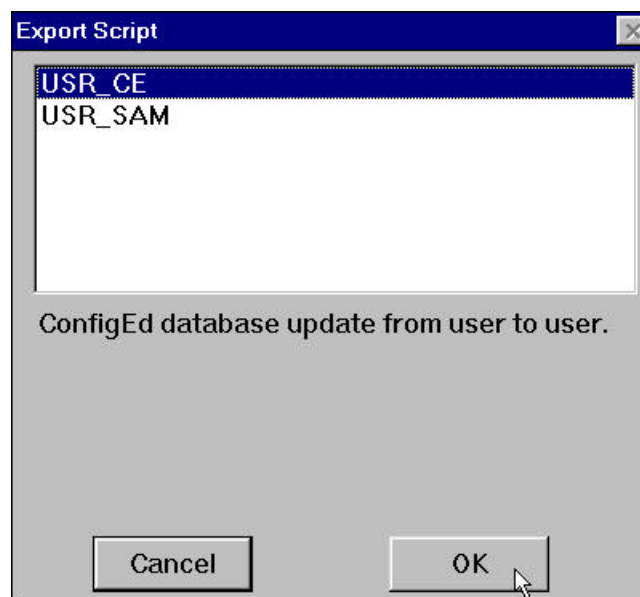 Export Script
USR_CE
USR_SAM
ConfigEd database update from user to user.
Cancel
OK